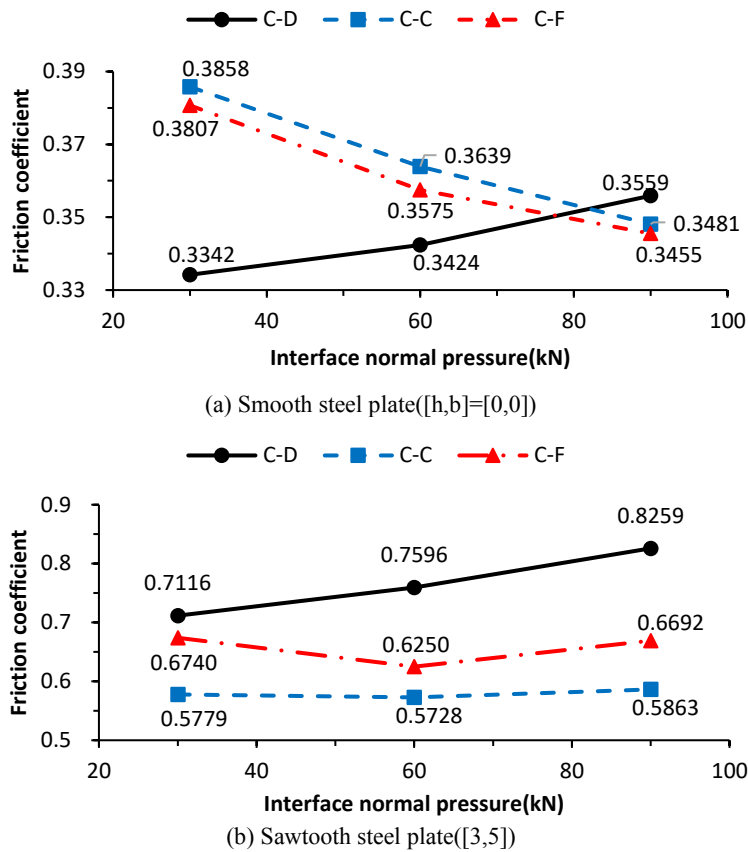 C-D C-C C-F
0.39
0.37
0.35
0.33
Friction coefficient
0.3858
0.3807
0.3639
0.3575
0.3559
0.3481
0.3455
0.3342
0.3424
20 40 60 80 100
Interface normal pressure(kN)
(a) Smooth steel plate([h,b]=[0,0])
C-D C-C C-F
0.9
0.8
0.7
0.6
0.5
Friction coefficient
0.8259
0.7596
0.7116
0.6740
0.6250
0.6692
0.5779
0.5728
0.5863
20 40 60 80 100
Interface normal pressure(kN)
(b) Sawtooth steel plate([3,5])